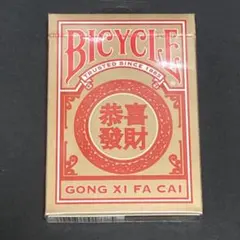 BICYCLE
TRUSTED SINCE 1885
恭喜
發財
GONG XI FA CAI